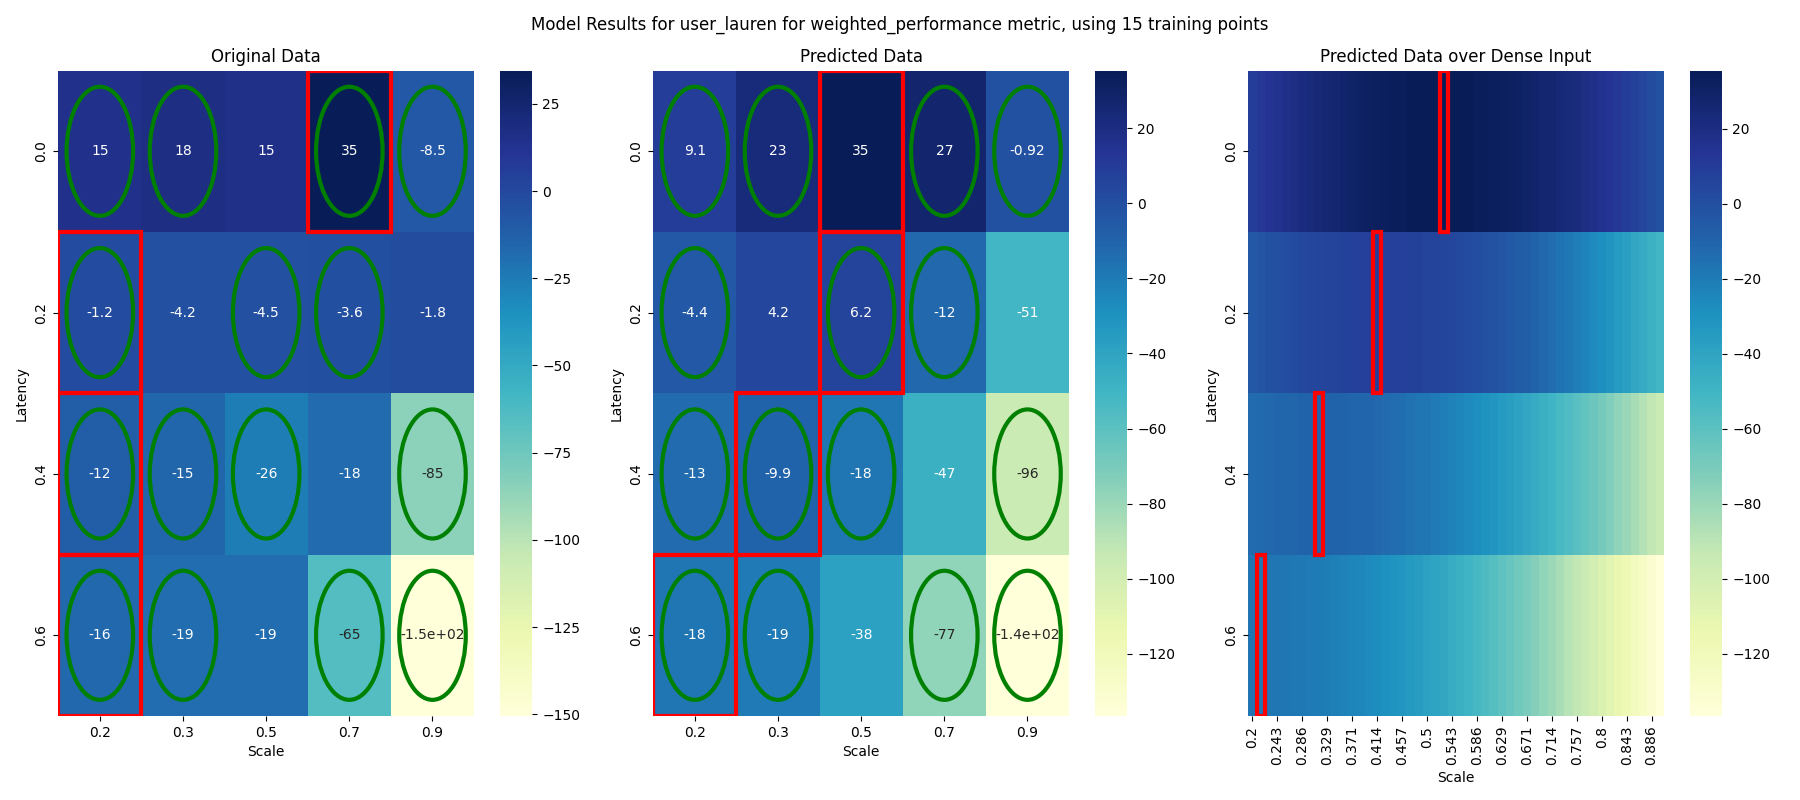 Model Results for user_lauren for weighted_performance metric, using 15 training points
Original Data
15 18 15 35 -8.5
-1.2 -4.2 -4.5 -3.6 -1.8
-12 -15 -26 -18 -85
-16 -19 -19 -65 -1.5e+02
0.0
0.2
0.4
0.6
Latency
0.2 0.3 0.5 0.7 0.9
Scale
25
0
−25
−50
−75
−100
−125
−150
Predicted Data
9.1 23 35 27 -0.92
-4.4 4.2 6.2 -12 -51
-13 -9.9 -18 -47 -96
-18 -19 -38 -77 -1.4e+02
0.0
0.2
0.4
0.6
Latency
0.2 0.3 0.5 0.7 0.9
Scale
20
0
−20
−40
−60
−80
−100
−120
Predicted Data over Dense Input
0.0
0.2
0.4
0.6
Latency
0.2 0.243 0.286 0.329 0.371 0.414 0.457 0.5 0.543 0.586 0.629 0.671 0.714 0.757 0.8 0.843 0.886
Scale
20
0
−20
−40
−60
−80
−100
−120